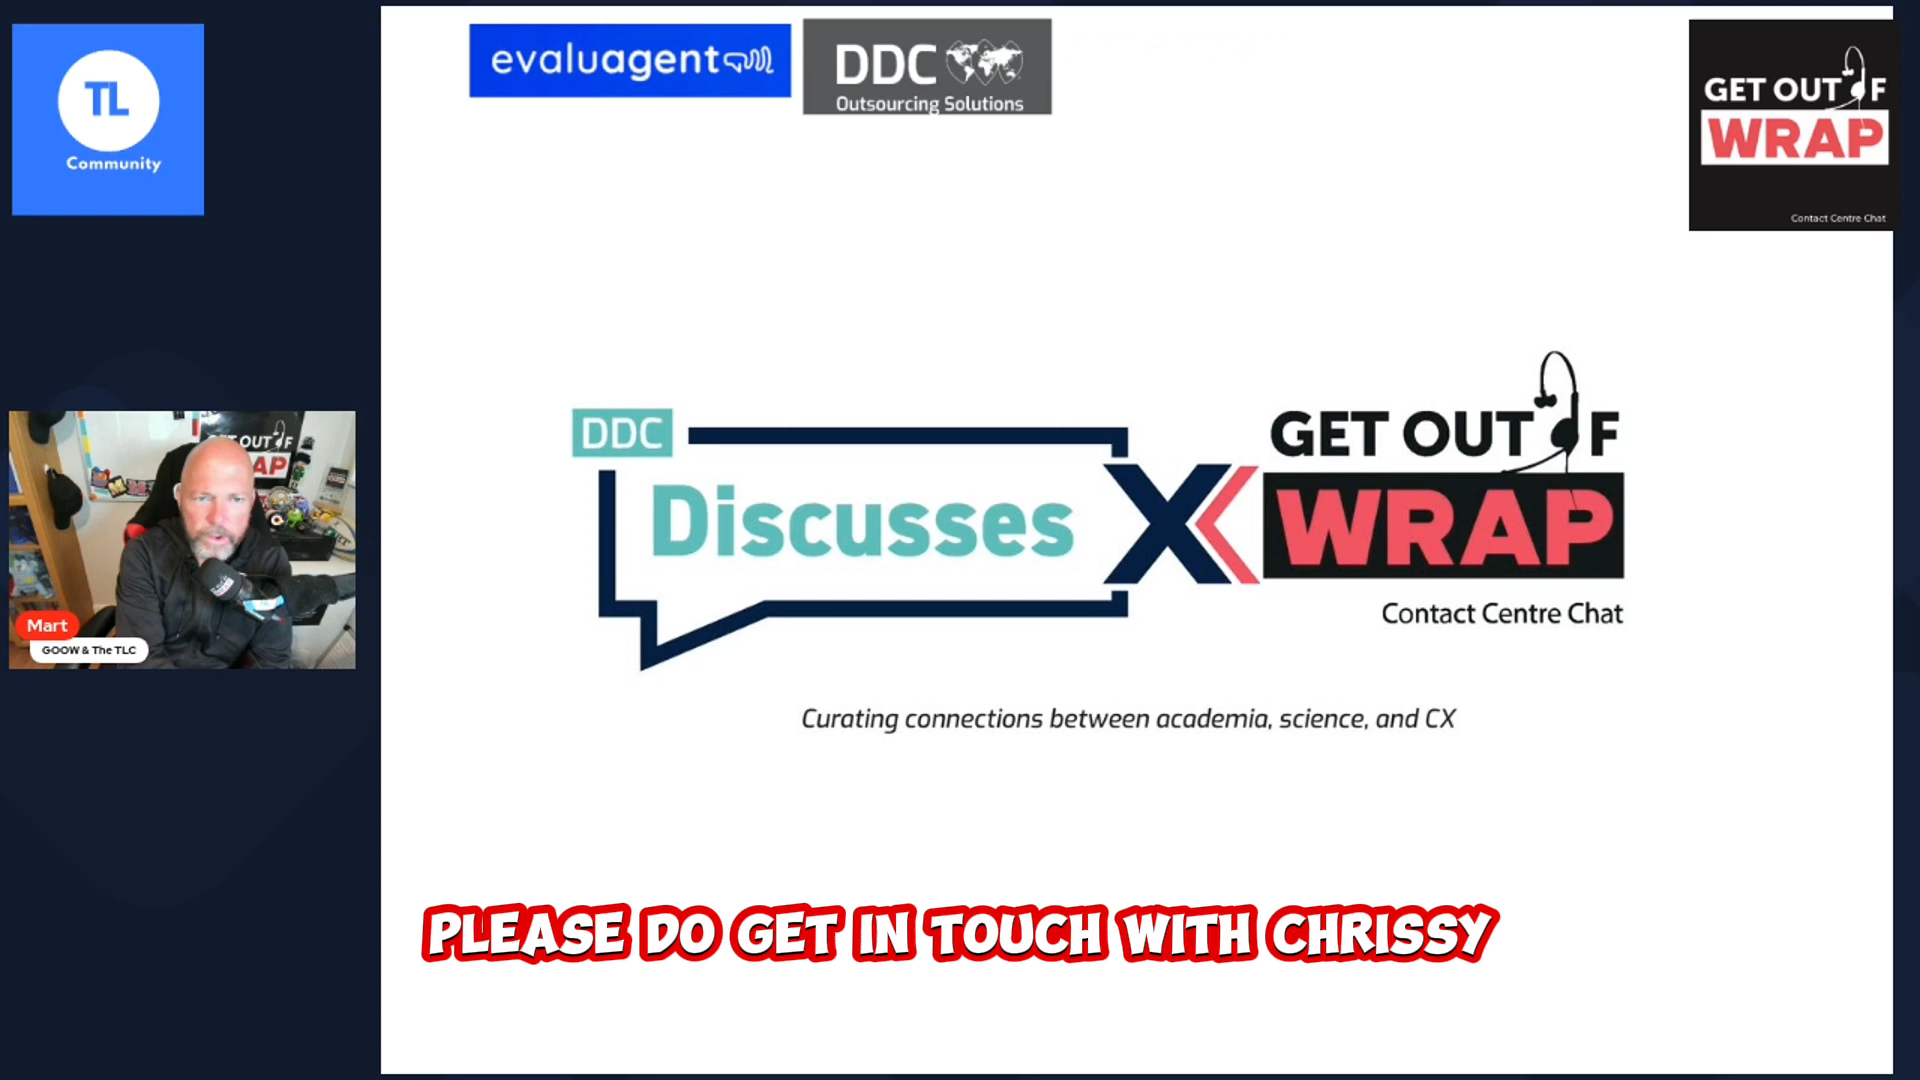 TL
Community
evaluagent
DDC
Outsourcing Solutions
GET OUT OF
WRAP
Contact Centre Chat
DDC
Discusses
X
GET OUT OF
WRAP
Contact Centre Chat
Curating connections between academia, science, and CX
Mart
GOOW & The TLC
PLEASE DO GET IN TOUCH WITH CHRISSY